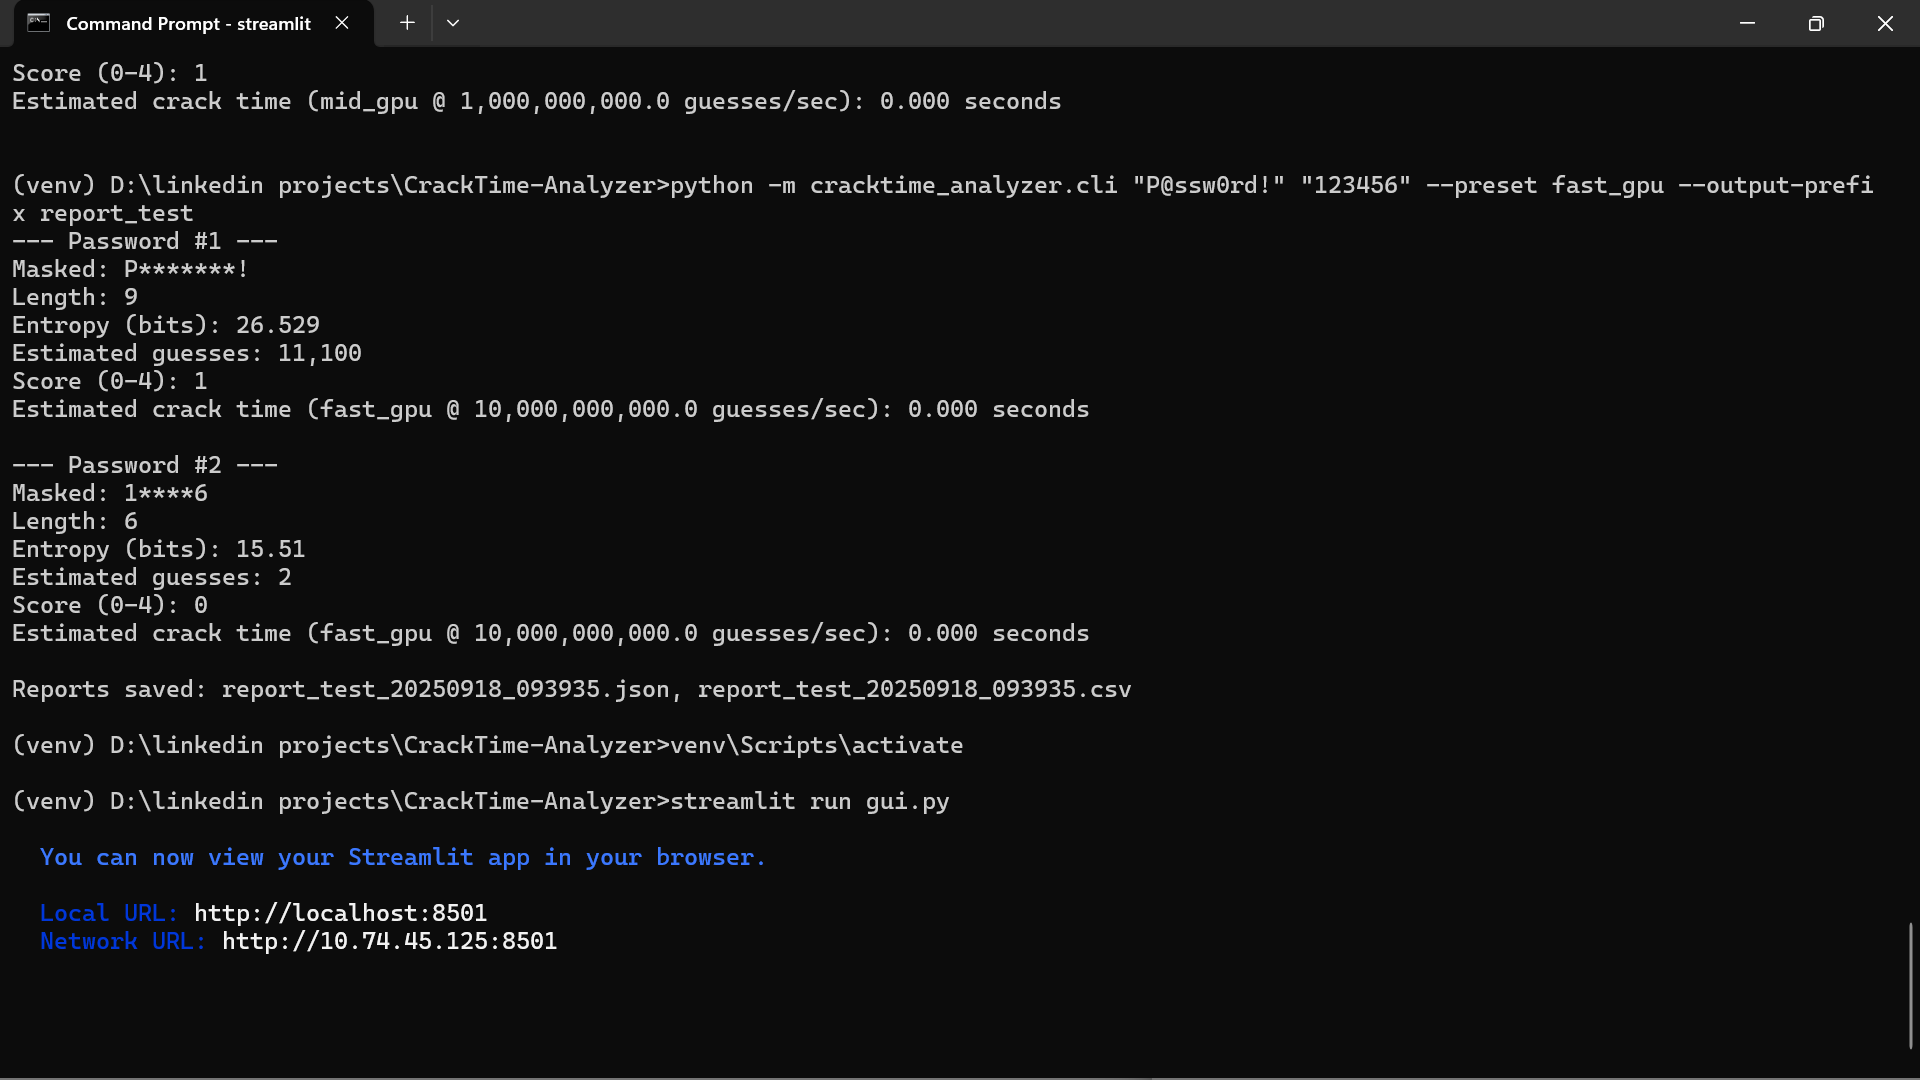 Command Prompt - streamlit
Score (0-4): 1
Estimated crack time (mid_gpu @ 1,000,000,000.0 guesses/sec): 0.000 seconds
(venv) D:\linkedin projects\CrackTime-Analyzer>python -m cracktime_analyzer.cli "P@ssw0rd!" "123456" --preset fast_gpu --output-prefi
x report_test
--- Password #1 ---
Masked: P*******!
Length: 9
Entropy (bits): 26.529
Estimated guesses: 11,100
Score (0-4): 1
Estimated crack time (fast_gpu @ 10,000,000,000.0 guesses/sec): 0.000 seconds
--- Password #2 ---
Masked: 1****6
Length: 6
Entropy (bits): 15.51
Estimated guesses: 2
Score (0-4): 0
Estimated crack time (fast_gpu @ 10,000,000,000.0 guesses/sec): 0.000 seconds
Reports saved: report_test_20250918_093935.json, report_test_20250918_093935.csv
(venv) D:\linkedin projects\CrackTime-Analyzer>venv\Scripts\activate
(venv) D:\linkedin projects\CrackTime-Analyzer>streamlit run gui.py
You can now view your Streamlit app in your browser.
Local URL: http://localhost:8501
Network URL: http://10.74.45.125:8501